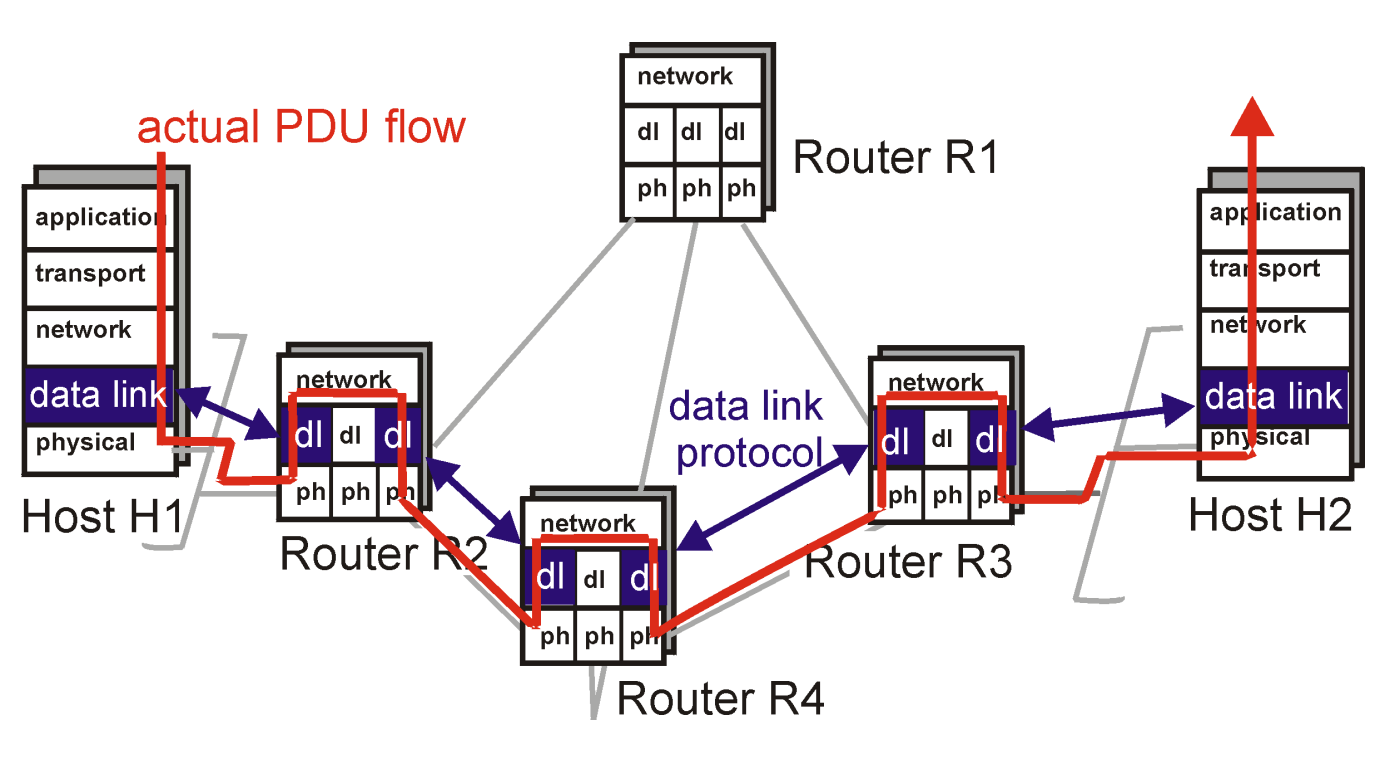 actual PDU flow
application
transport
network
data link
physical
Host H1
network
dl dl dl
ph ph ph
Router R1
network
dl dl dl
ph ph ph
Router R2
data link
protocol
network
dl dl dl
ph ph ph
Router R4
network
dl dl dl
ph ph ph
Router R3
application
transport
network
data link
physical
Host H2